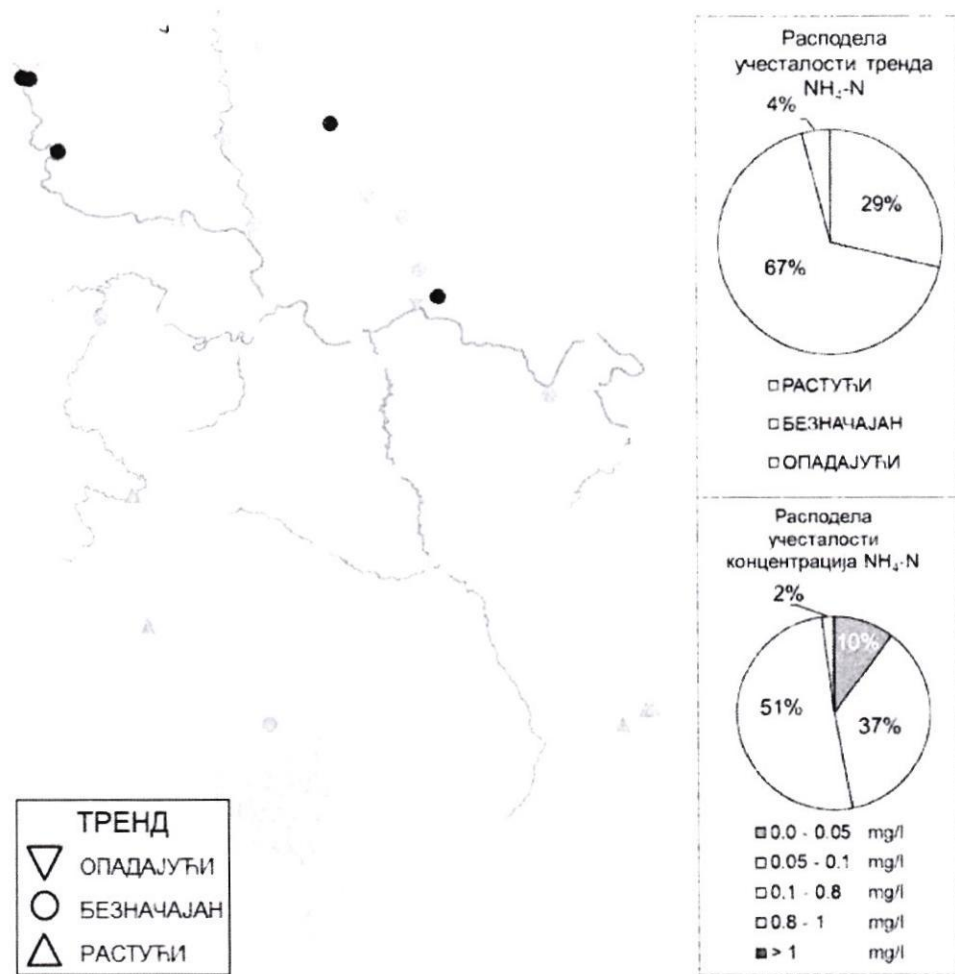 Расподела
учесталости тренда
NH₄-N
4%
29%
67%
РАСТУЋИ
БЕЗНАЧАЈАН
ОПАДАЈУЋИ
Расподела
учесталости
концентрација NH₄-N
2%
10%
51%
37%
0.0 - 0.05 mg/l
0.05 - 0.1 mg/l
0.1 - 0.8 mg/l
0.8 - 1 mg/l
> 1 mg/l
ТРЕНД
ОПАДАЈУЋИ
БЕЗНАЧАЈАН
РАСТУЋИ